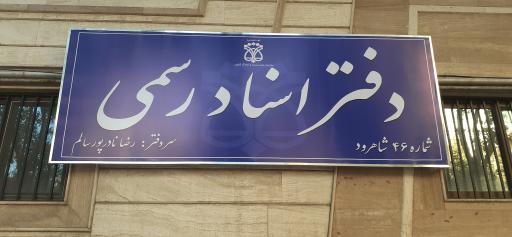 دفتر اسناد رسمی
شماره ۴۶ شاهرود
سردفتر: رضا نادرپور سالم